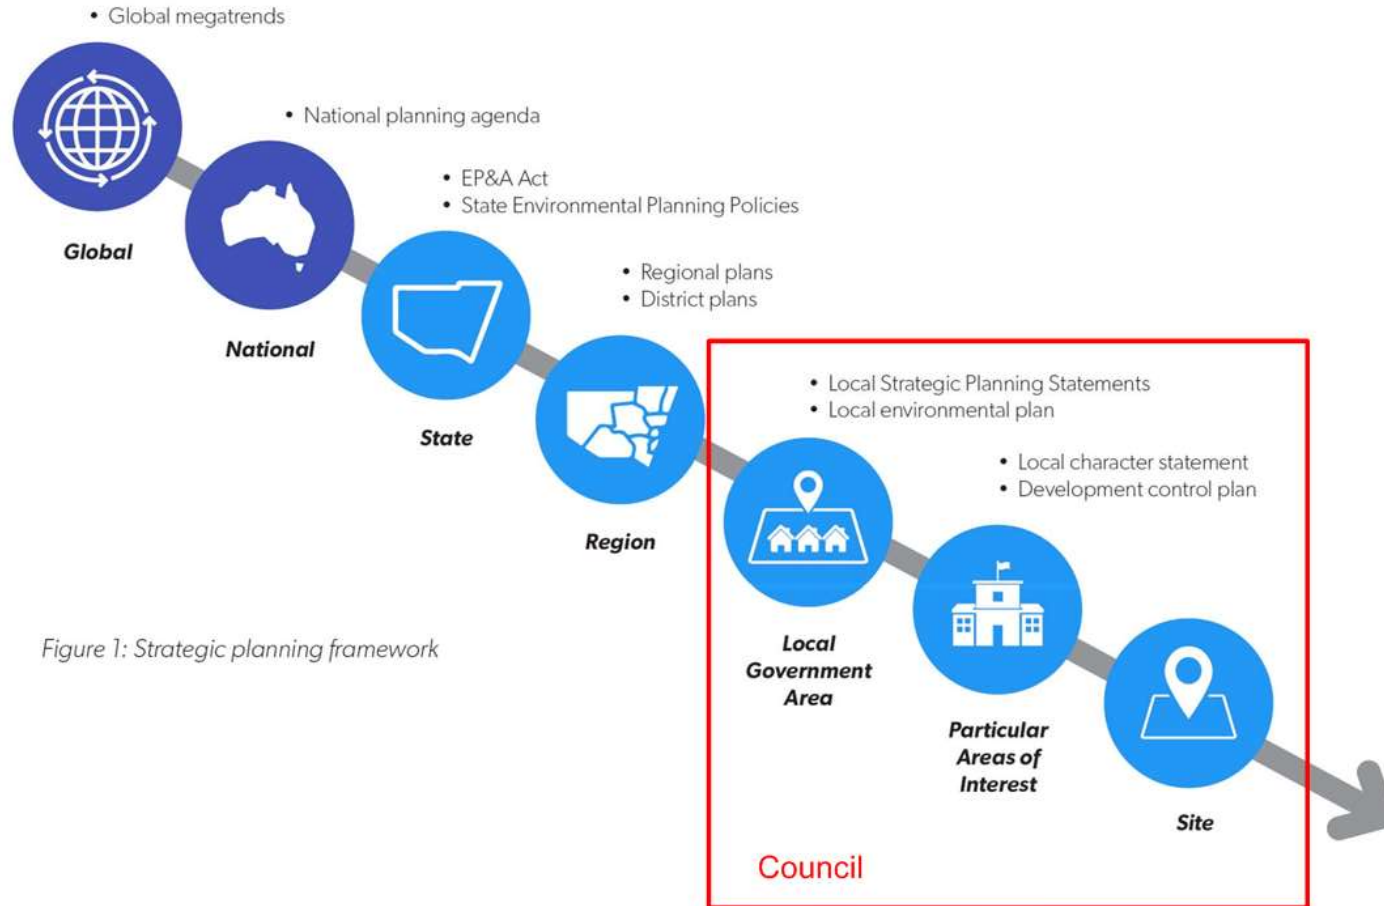 • Global megatrends
Global
• National planning agenda
National
• EP&A Act
• State Environmental Planning Policies
State
• Regional plans
• District plans
Region
• Local Strategic Planning Statements
• Local environmental plan
Local
Government
Area
• Local character statement
• Development control plan
Particular
Areas of
Interest
Site
Council
Figure 1: Strategic planning framework